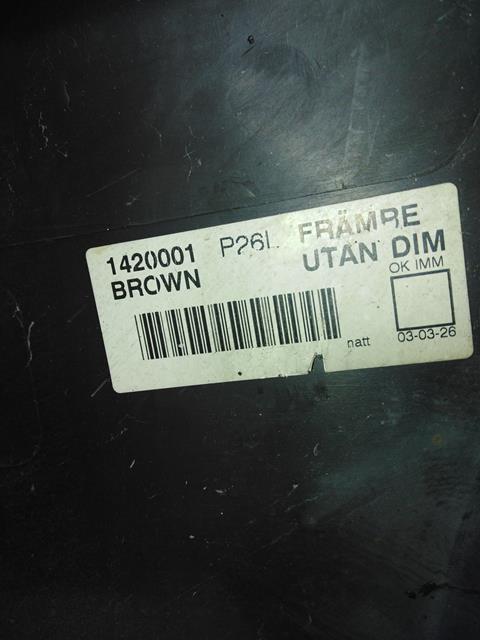 1420001 P26L FRÄMRE
BROWN UTAN DIM
OK IMM
natt 03-03-26